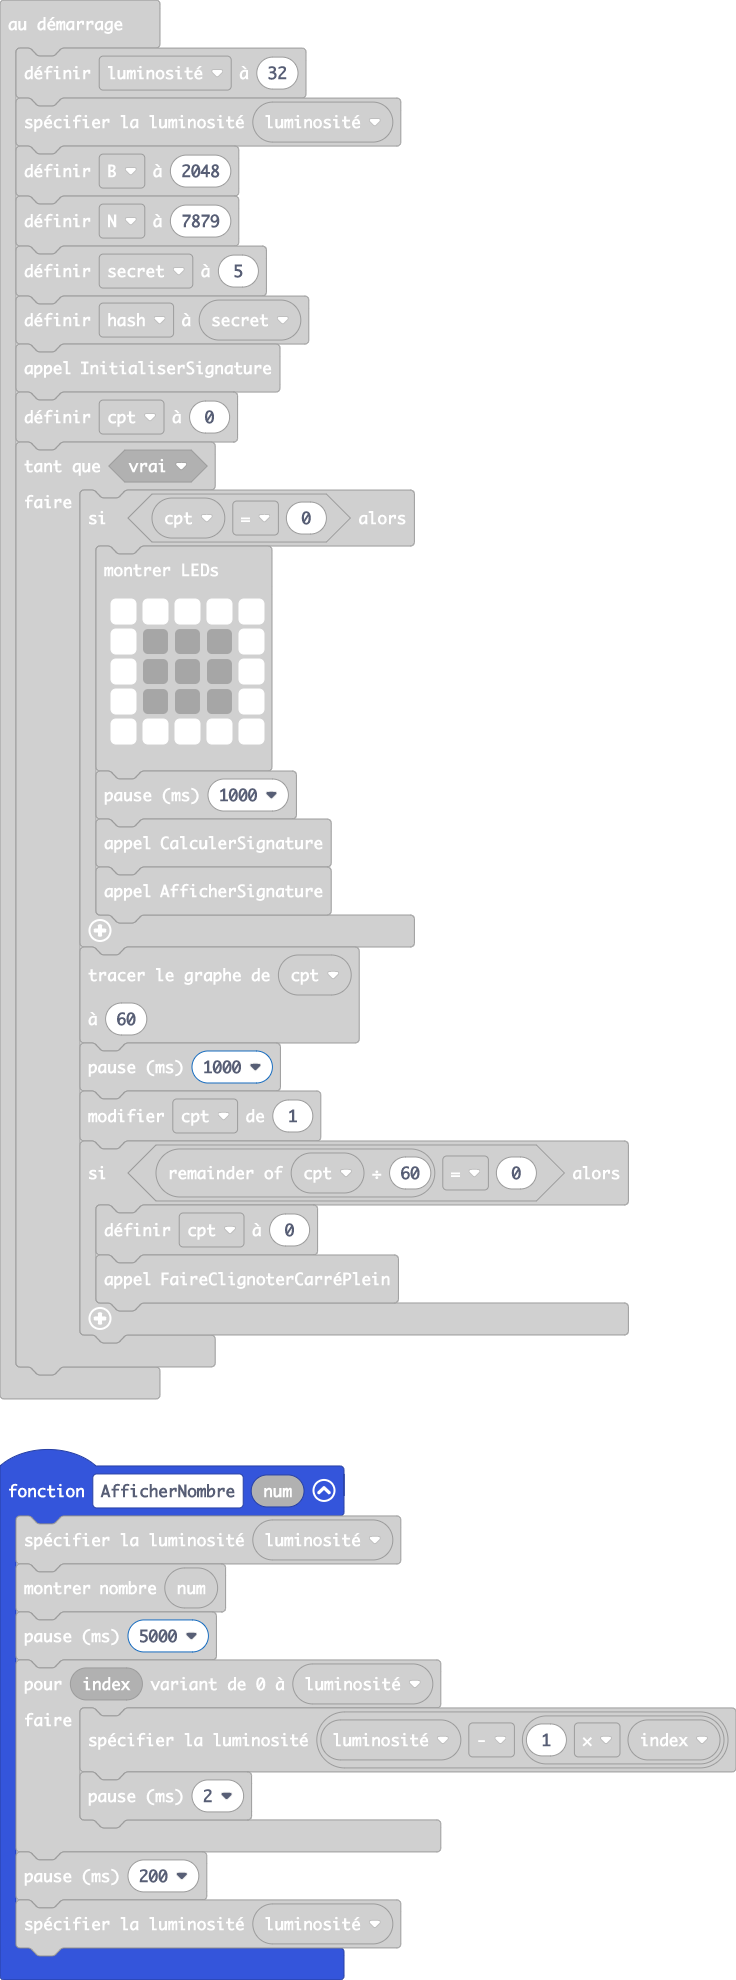 au démarrage
définir luminosité à 32
spécifier la luminosité luminosité
définir B à 2048
définir N à 7879
définir secret à 5
définir hash à secret
appel InitialiserSignature
définir cpt à 0
tant que vrai
faire
si cpt = 0 alors
montrer LEDs
pause (ms) 1000
appel CalculerSignature
appel AfficherSignature
tracer le graphe de cpt
à 60
pause (ms) 1000
modifier cpt de 1
si remainder of cpt ÷ 60 = 0 alors
définir cpt à 0
appel FaireClignoterCarréPlein
fonction AfficherNombre num
spécifier la luminosité luminosité
montrer nombre num
pause (ms) 5000
pour index variant de 0 à luminosité
faire
spécifier la luminosité luminosité - 1 × index
pause (ms) 2
pause (ms) 200
spécifier la luminosité luminosité